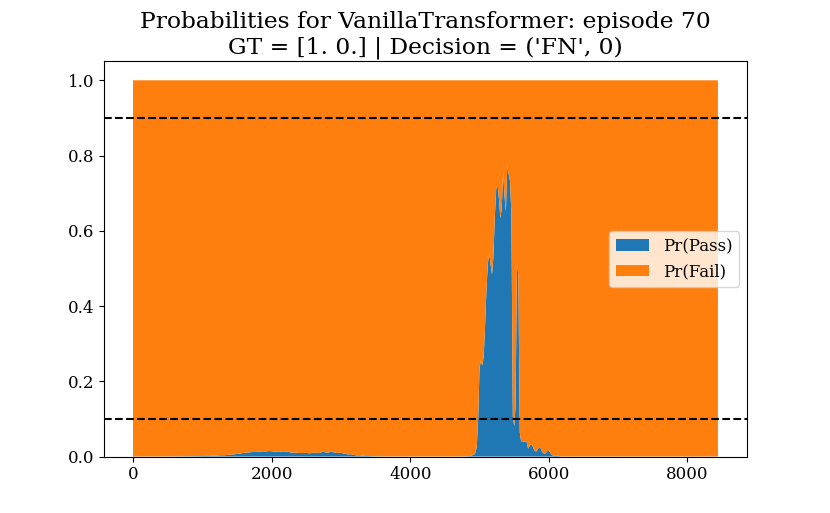 Probabilities for VanillaTransformer: episode 70
GT = [1. 0.] | Decision = ('FN', 0)
1.0
0.8
0.6
0.4
0.2
0.0
Pr(Pass)
Pr(Fail)
0 2000 4000 6000 8000